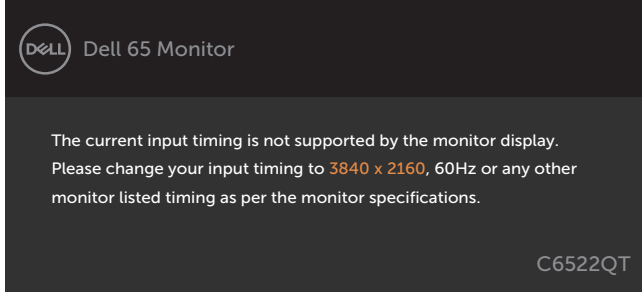 DELL
Dell 65 Monitor
The current input timing is not supported by the monitor display.
Please change your input timing to 3840 x 2160, 60Hz or any other
monitor listed timing as per the monitor specifications.
C6522QT